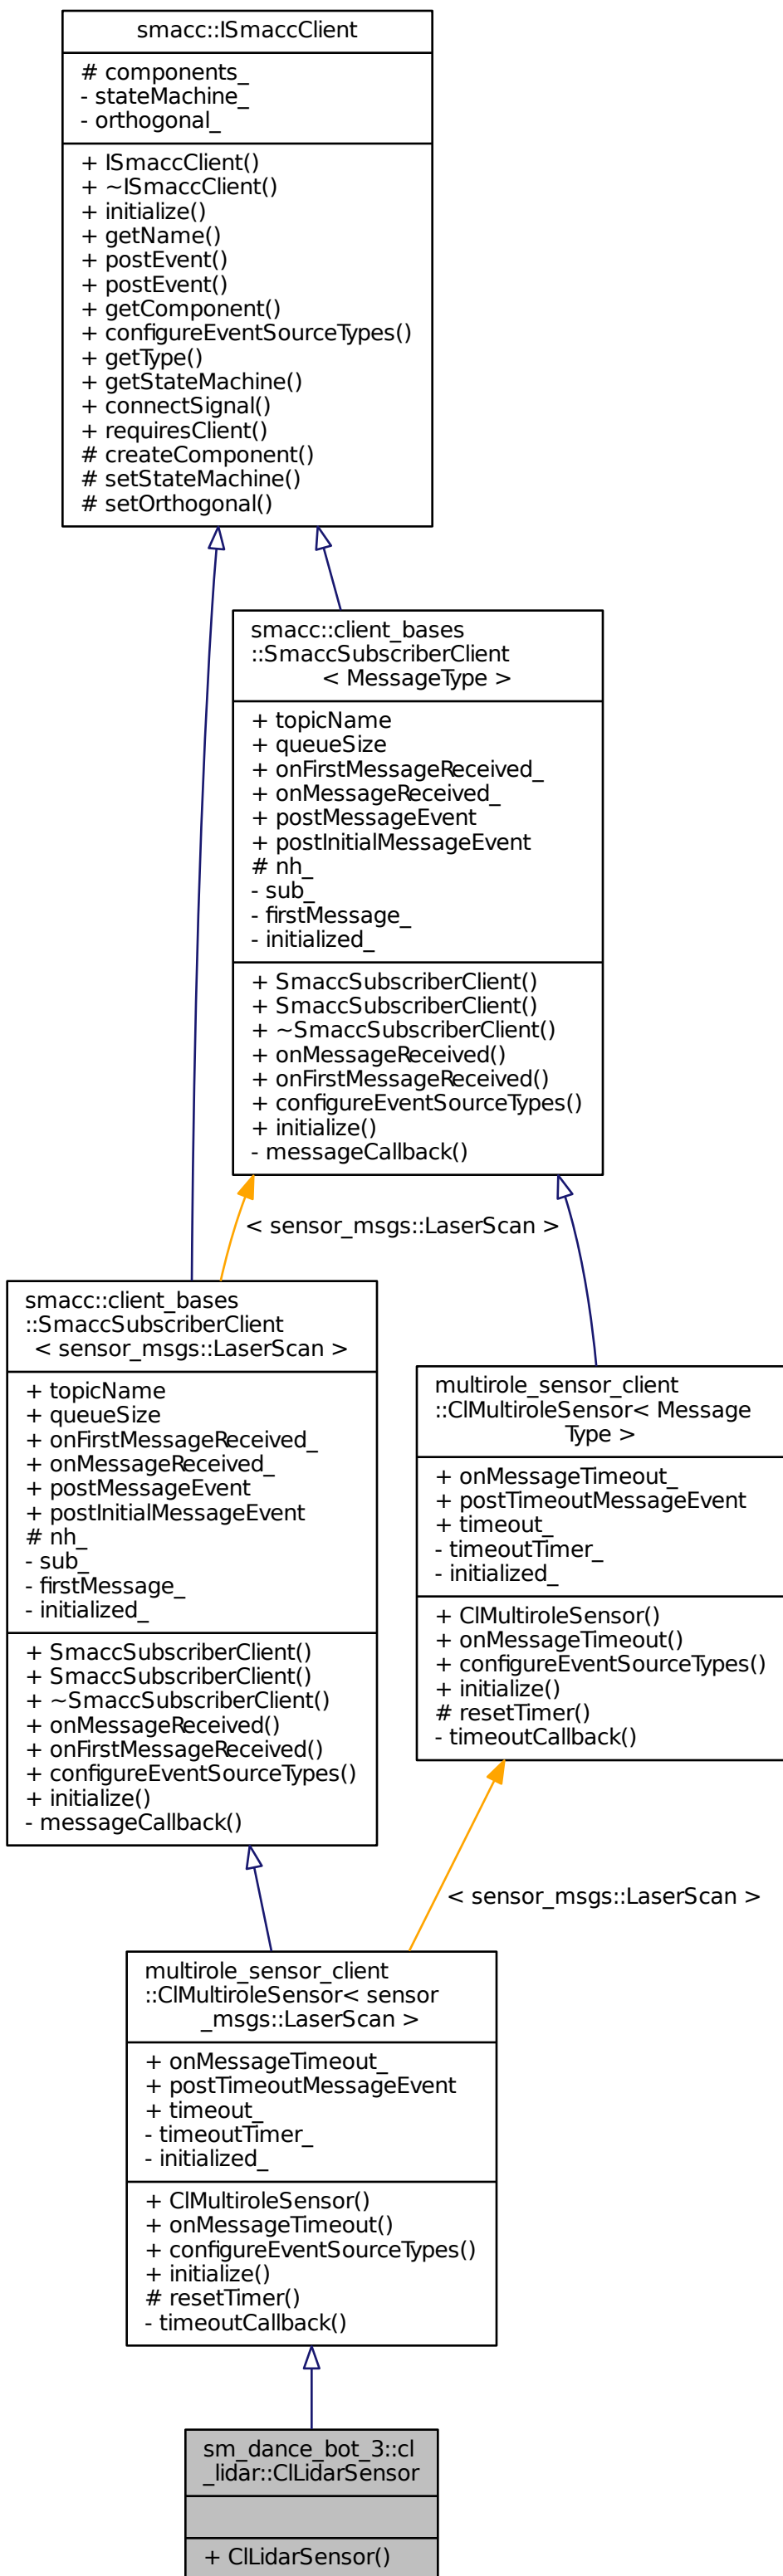 smacc::ISmaccClient
# components_
- stateMachine_
- orthogonal_
+ ISmaccClient()
+ ~ISmaccClient()
+ initialize()
+ getName()
+ postEvent()
+ postEvent()
+ getComponent()
+ configureEventSourceTypes()
+ getType()
+ getStateMachine()
+ connectSignal()
+ requiresClient()
# createComponent()
# setStateMachine()
# setOrthogonal()
smacc::client_bases
::SmaccSubscriberClient
< MessageType >
+ topicName
+ queueSize
+ onFirstMessageReceived_
+ onMessageReceived_
+ postMessageEvent
+ postInitialMessageEvent
# nh_
- sub_
- firstMessage_
- initialized_
+ SmaccSubscriberClient()
+ SmaccSubscriberClient()
+ ~SmaccSubscriberClient()
+ onMessageReceived()
+ onFirstMessageReceived()
+ configureEventSourceTypes()
+ initialize()
- messageCallback()
< sensor_msgs::LaserScan >
smacc::client_bases
::SmaccSubscriberClient
< sensor_msgs::LaserScan >
+ topicName
+ queueSize
+ onFirstMessageReceived_
+ onMessageReceived_
+ postMessageEvent
+ postInitialMessageEvent
# nh_
- sub_
- firstMessage_
- initialized_
+ SmaccSubscriberClient()
+ SmaccSubscriberClient()
+ ~SmaccSubscriberClient()
+ onMessageReceived()
+ onFirstMessageReceived()
+ configureEventSourceTypes()
+ initialize()
- messageCallback()
multirole_sensor_client
::ClMultiroleSensor< Message
Type >
+ onMessageTimeout_
+ postTimeoutMessageEvent
+ timeout_
- timeoutTimer_
- initialized_
+ ClMultiroleSensor()
+ onMessageTimeout()
+ configureEventSourceTypes()
+ initialize()
# resetTimer()
- timeoutCallback()
< sensor_msgs::LaserScan >
multirole_sensor_client
::ClMultiroleSensor< sensor
_msgs::LaserScan >
+ onMessageTimeout_
+ postTimeoutMessageEvent
+ timeout_
- timeoutTimer_
- initialized_
+ ClMultiroleSensor()
+ onMessageTimeout()
+ configureEventSourceTypes()
+ initialize()
# resetTimer()
- timeoutCallback()
sm_dance_bot_3::cl
_lidar::ClLidarSensor
+ ClLidarSensor()